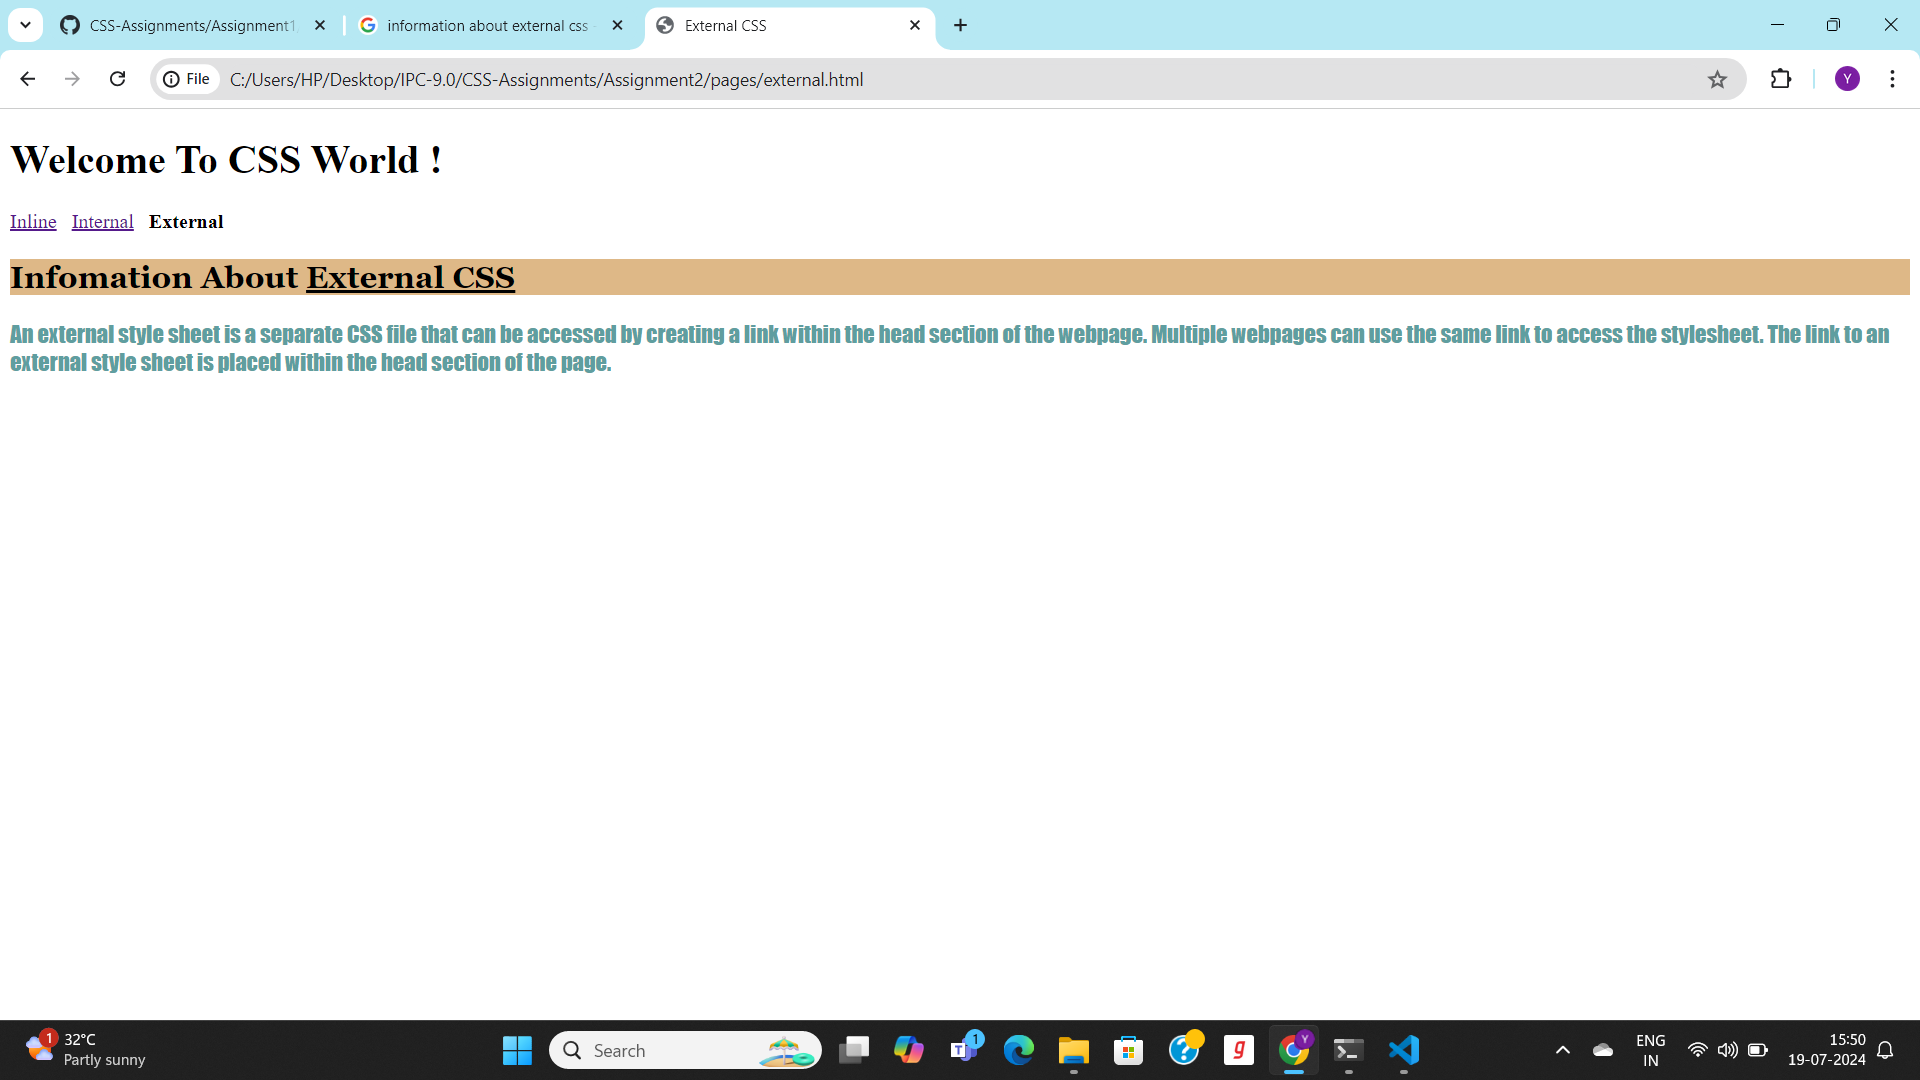 CSS-Assignments/Assignment1
information about external css
External CSS
File
C:/Users/HP/Desktop/IPC-9.0/CSS-Assignments/Assignment2/pages/external.html
Y
Welcome To CSS World !
Inline Internal External
Infomation About External CSS
An external style sheet is a separate CSS file that can be accessed by creating a link within the head section of the webpage. Multiple webpages can use the same link to access the stylesheet. The link to an
external style sheet is placed within the head section of the page.
1
32°C
Partly sunny
Search
1
T
g
Y
ENG
IN
15:50
19-07-2024